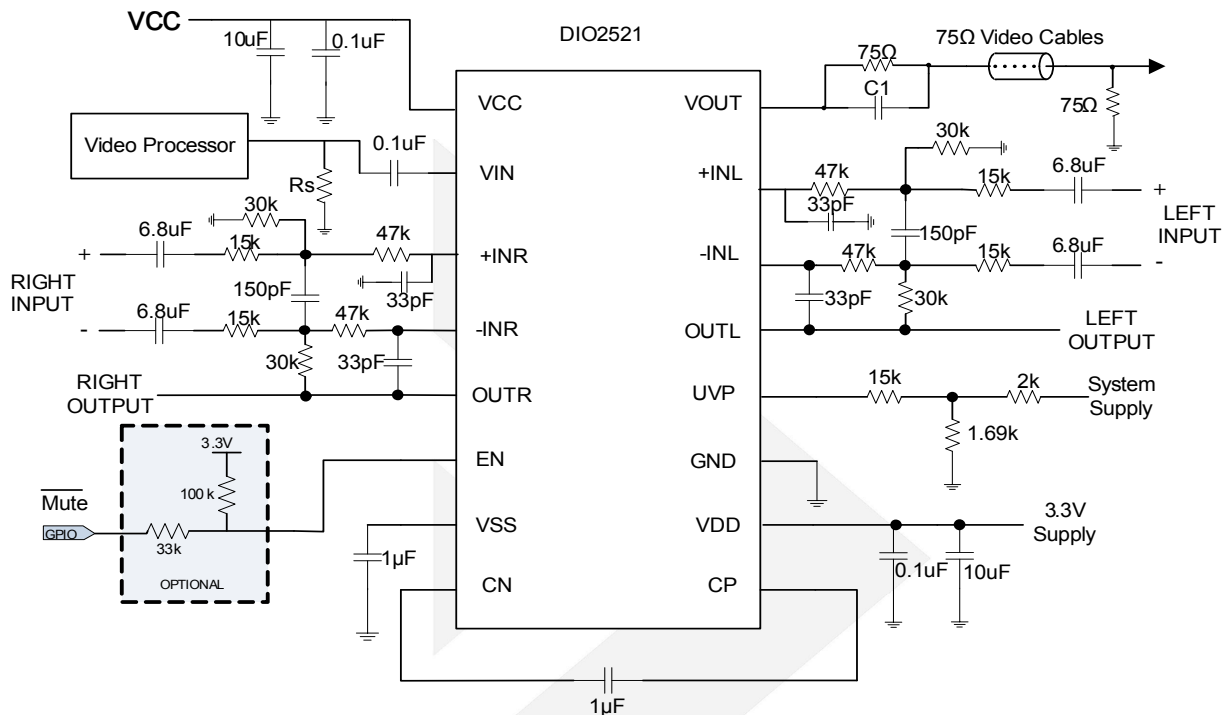 VCC
10uF
0.1uF
DIO2521
75Ω
75Ω Video Cables
C1
75Ω
VCC
VOUT
Video Processor
0.1uF
VIN
Rs
+INL
47k
33pF
30k
15k
6.8uF
+
LEFT
INPUT
150pF
30k
6.8uF
15k
47k
+
+INR
33pF
RIGHT
INPUT
150pF
-
6.8uF
15k
47k
-INR
30k
33pF
-INL
47k
15k
6.8uF
-
33pF
30k
OUTL
LEFT
OUTPUT
RIGHT
OUTPUT
OUTR
UVP
15k
2k
System
Supply
1.69k
3.3V
100 k
EN
GND
Mute
GPIO
33k
OPTIONAL
VSS
1µF
VDD
3.3V
Supply
0.1uF
10uF
CN
CP
1µF